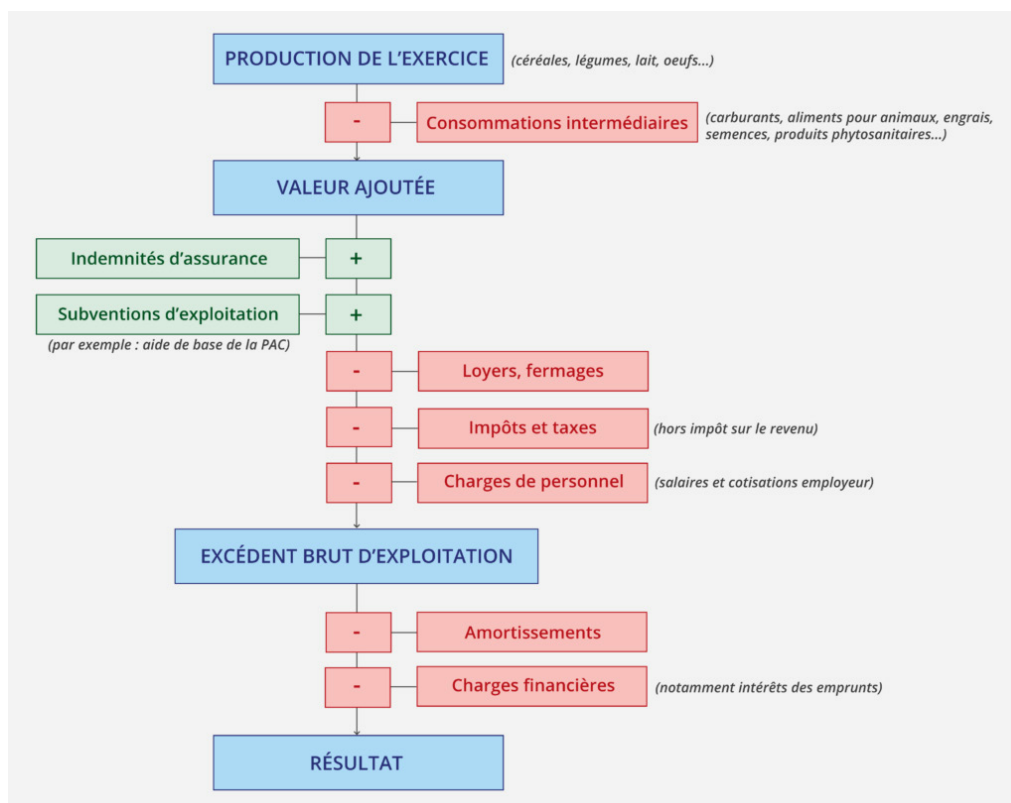 PRODUCTION DE L'EXERCICE
(céréales, légumes, lait, oeufs...)
-
Consommations intermédiaires
(carburants, aliments pour animaux, engrais,
semences, produits phytosanitaires...)
VALEUR AJOUTÉE
Indemnités d'assurance
+
Subventions d'exploitation
+
(par exemple : aide de base de la PAC)
-
Loyers, fermages
-
Impôts et taxes
(hors impôt sur le revenu)
-
Charges de personnel
(salaires et cotisations employeur)
EXCÉDENT BRUT D'EXPLOITATION
-
Amortissements
-
Charges financières
(notamment intérêts des emprunts)
RÉSULTAT